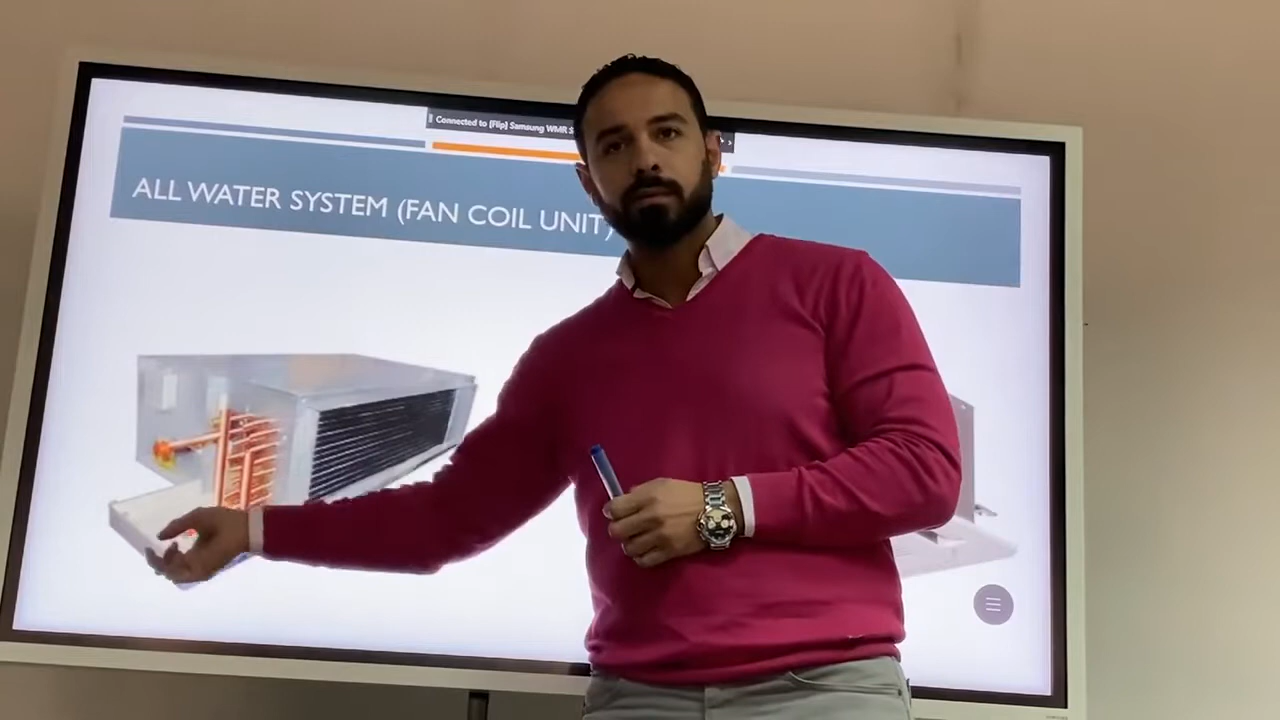 Connected to [Flip] Samsung WMR
ALL WATER SYSTEM (FAN COIL UNIT)